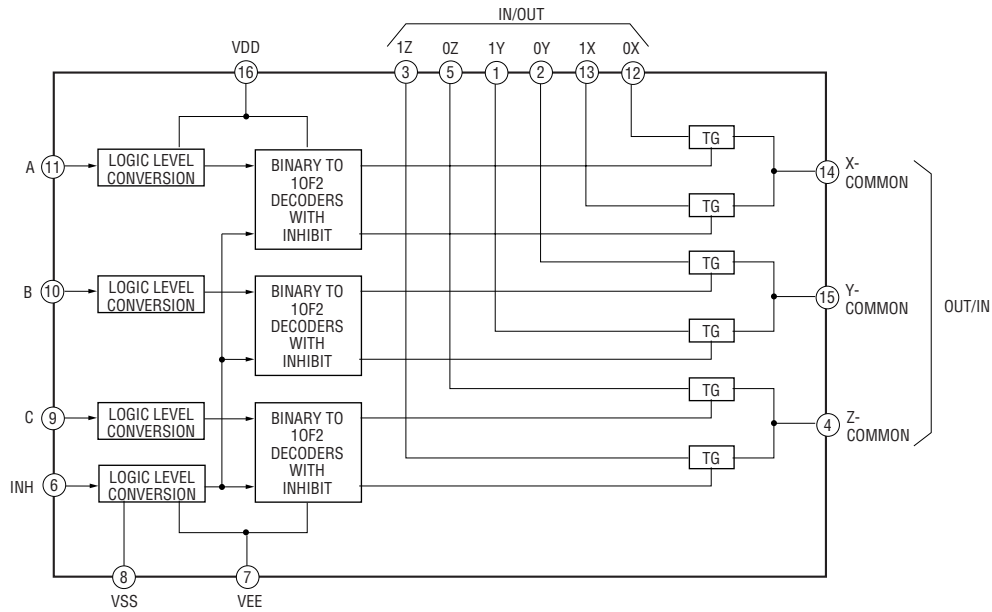 IN/OUT
VDD 1Z 0Z 1Y 0Y 1X 0X
16 3 5 1 2 13 12
TG
A 11 LOGIC LEVEL
CONVERSION
BINARY TO
1OF2
DECODERS
WITH
INHIBIT
14 X-
COMMON
TG
TG
B 10 LOGIC LEVEL
CONVERSION
BINARY TO
1OF2
DECODERS
WITH
INHIBIT
15 Y-
COMMON
OUT/IN
TG
TG
C 9 LOGIC LEVEL
CONVERSION
BINARY TO
1OF2
DECODERS
WITH
INHIBIT
4 Z-
COMMON
TG
INH 6 LOGIC LEVEL
CONVERSION
8 7
VSS VEE